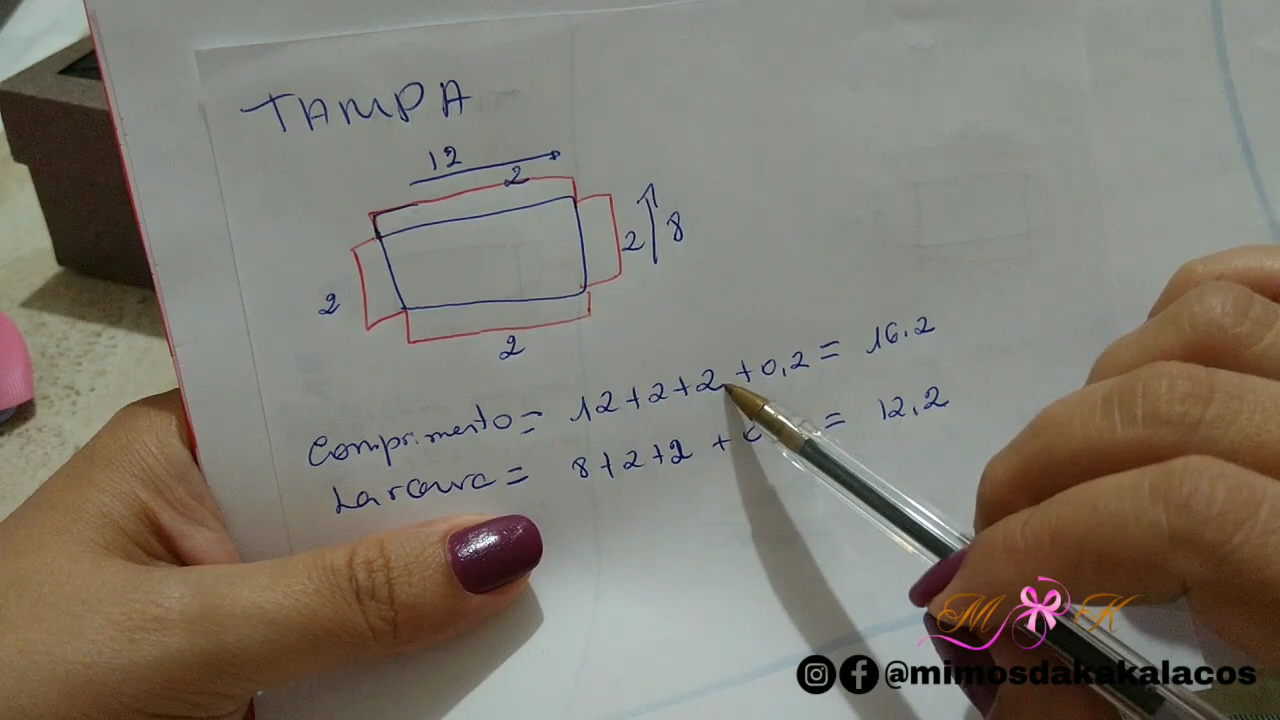 TAMPA
12
2
2 8
2
2
Comprimento = 12+2+2+0,2 = 16.2
Largura = 8+2+2 + = 12,2
M K
@mimosdakakalacos